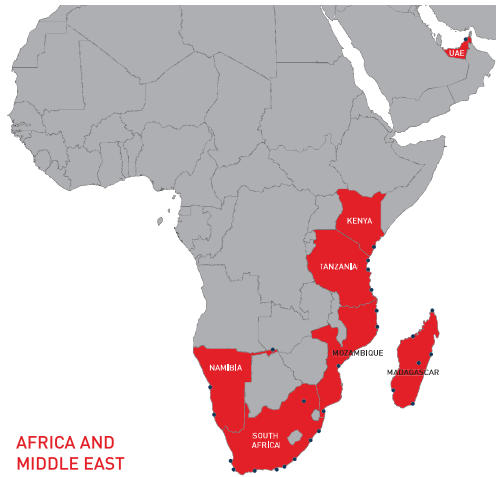 UAE
KENYA
TANZANIA
MOZAMBIQUE
NAMIBIA
MADAGASCAR
SOUTH
AFRICA
AFRICA AND
MIDDLE EAST